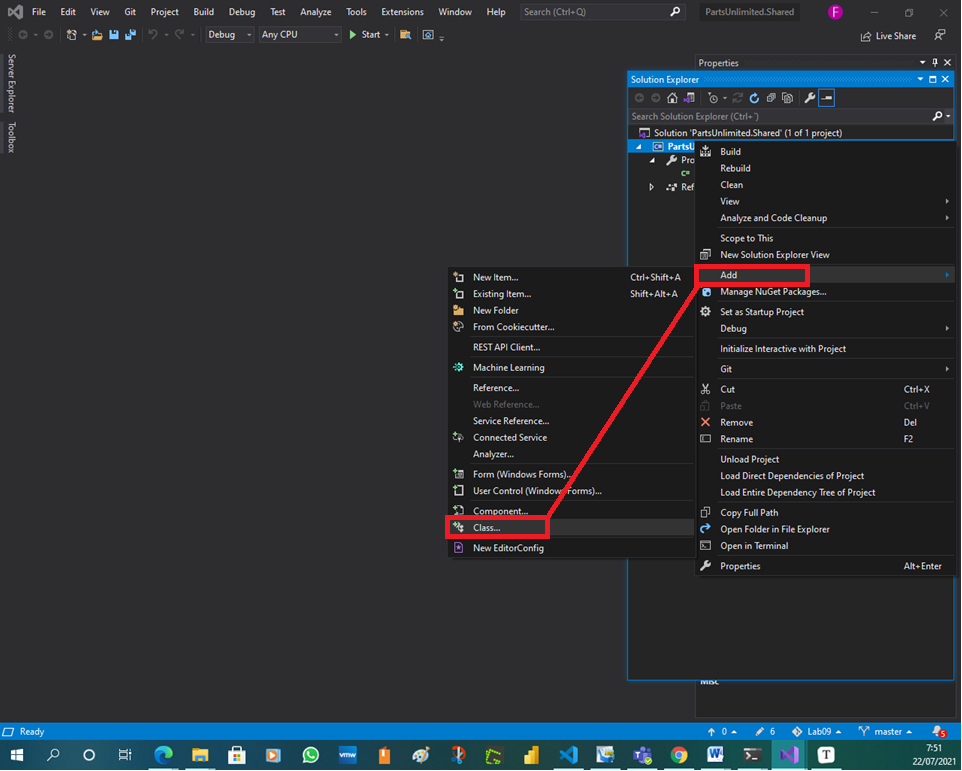 File Edit View Git Project Build Debug Test Analyze Tools Extensions Window Help Search (Ctrl+Q) PartsUnlimited.Shared F
Debug Any CPU Start Live Share
Server Explorer
Toolbox
Properties
Solution Explorer
Search Solution Explorer (Ctrl+¨)
Solution 'PartsUnlimited.Shared' (1 of 1 project)
PartsU
Pro
C#
Ref
Build
Rebuild
Clean
View
Analyze and Code Cleanup
Scope to This
New Solution Explorer View
Add
Manage NuGet Packages...
Set as Startup Project
Debug
Initialize Interactive with Project
Git
Cut Ctrl+X
Paste Ctrl+V
Remove Del
Rename F2
Unload Project
Load Direct Dependencies of Project
Load Entire Dependency Tree of Project
Copy Full Path
Open Folder in File Explorer
Open in Terminal
Properties Alt+Enter
New Item... Ctrl+Shift+A
Existing Item... Shift+Alt+A
New Folder
From Cookiecutter...
REST API Client...
Machine Learning
Reference...
Web Reference...
Service Reference...
Connected Service
Analyzer...
Form (Windows Forms)...
User Control (Windows Forms)...
Component...
Class...
New EditorConfig
Misc
Ready 0 6 Lab09 master 5
vmw W T
7:51
22/07/2021